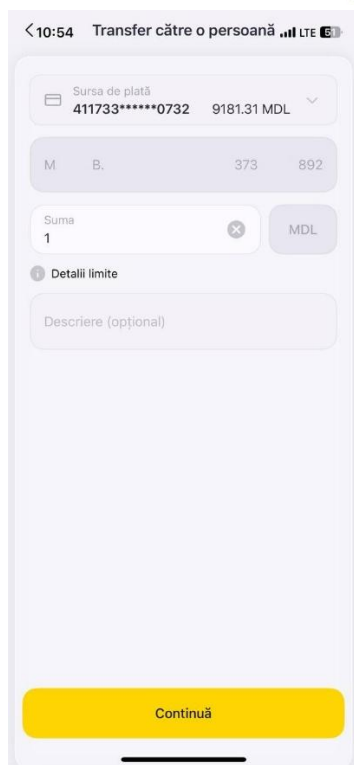 10:54 Transfer către o persoană LTE 61
Sursa de plată
411733******0732 9181.31 MDL
M B. 373 892
Suma
1
MDL
Detalii limite
Descriere (opțional)
Continuă